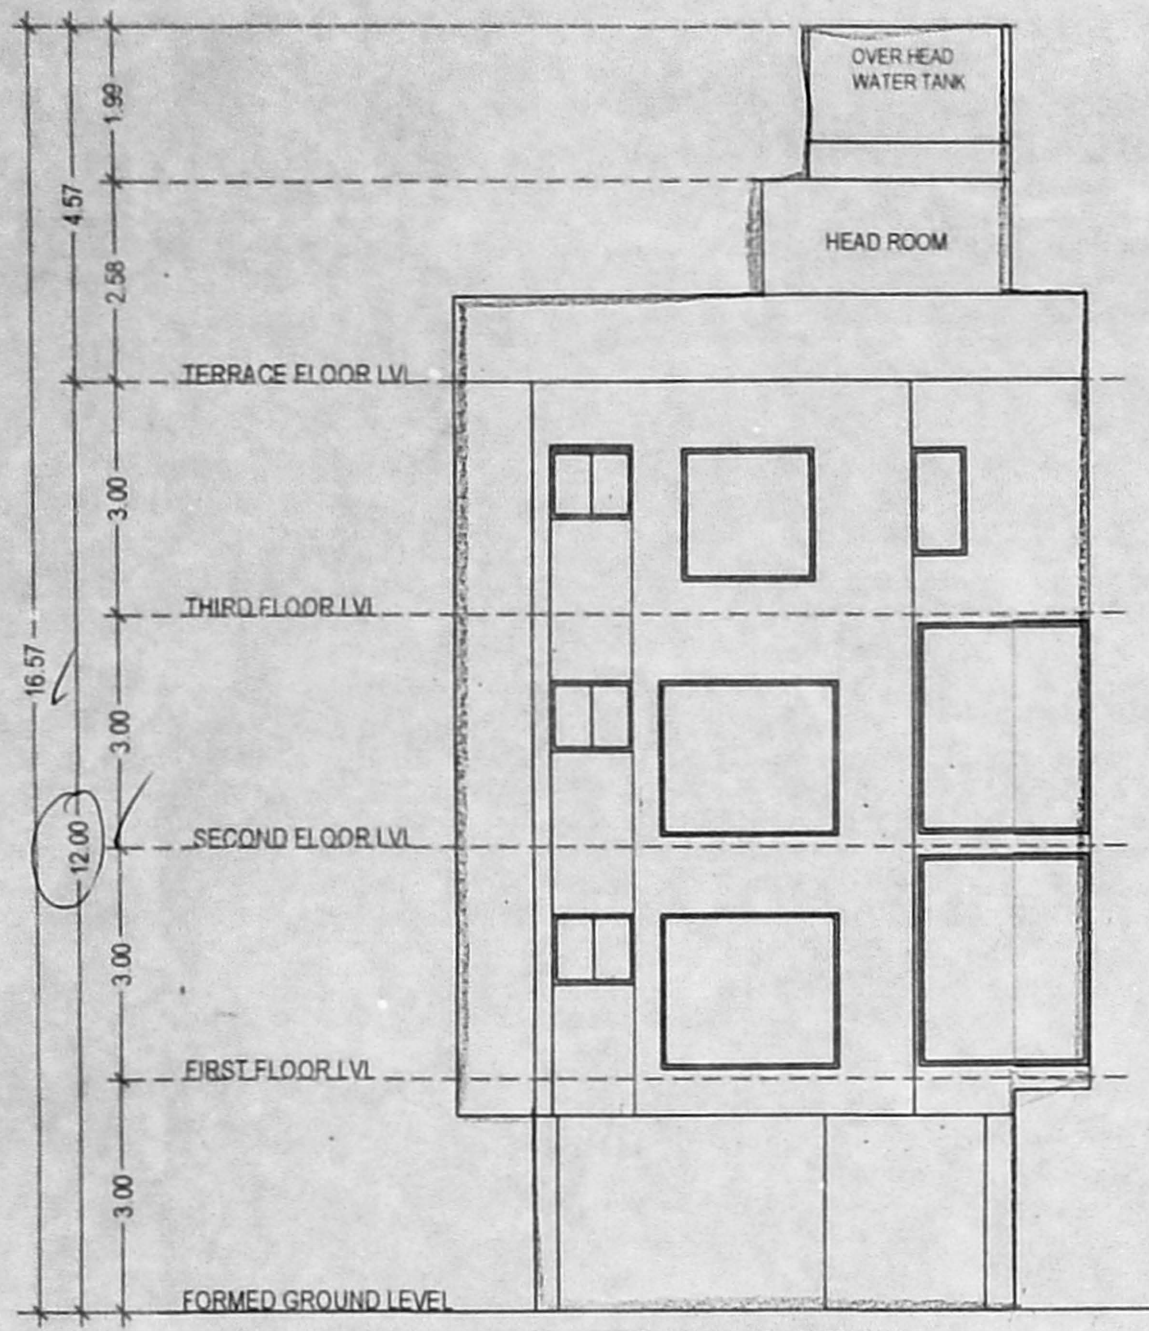 OVER HEAD
WATER TANK
1.99
4.57
HEAD ROOM
2.58
TERRACE FLOOR LVL
3.00
THIRD FLOOR LVL
16.57
3.00
SECOND FLOOR LVL
12.00
3.00
FIRST FLOOR LVL
3.00
FORMED GROUND LEVEL